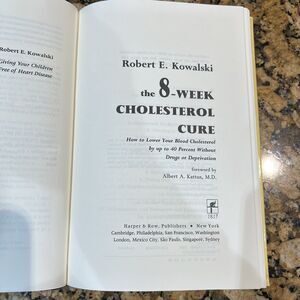 Robert E. Kowalski
Giving Your Children
Free of Heart Disease
Robert E. Kowalski
the 8-WEEK
CHOLESTEROL
CURE
How to Lower Your Blood Cholesterol
by up to 40 Percent Without
Drugs or Deprivation
foreword by
Albert A. Kattus, M.D.
1817
Harper & Row, Publishers • New York
Cambridge, Philadelphia, San Francisco, Washington
London, Mexico City, São Paulo, Singapore, Sydney